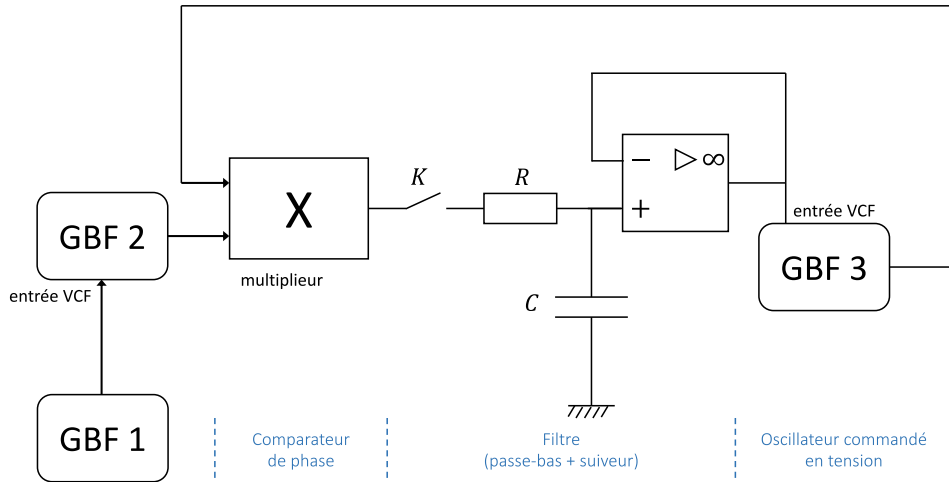 K
R
−
▷ ∞
+
X
GBF 2
entrée VCF
multiplieur
entrée VCF
GBF 3
C
GBF 1
Comparateur
de phase
Filtre
(passe-bas + suiveur)
Oscillateur commandé
en tension